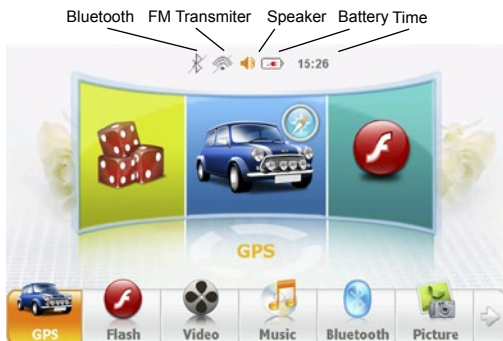 Bluetooth FM Transmiter Speaker Battery Time
15:26
GPS
GPS Flash Video Music Bluetooth Picture